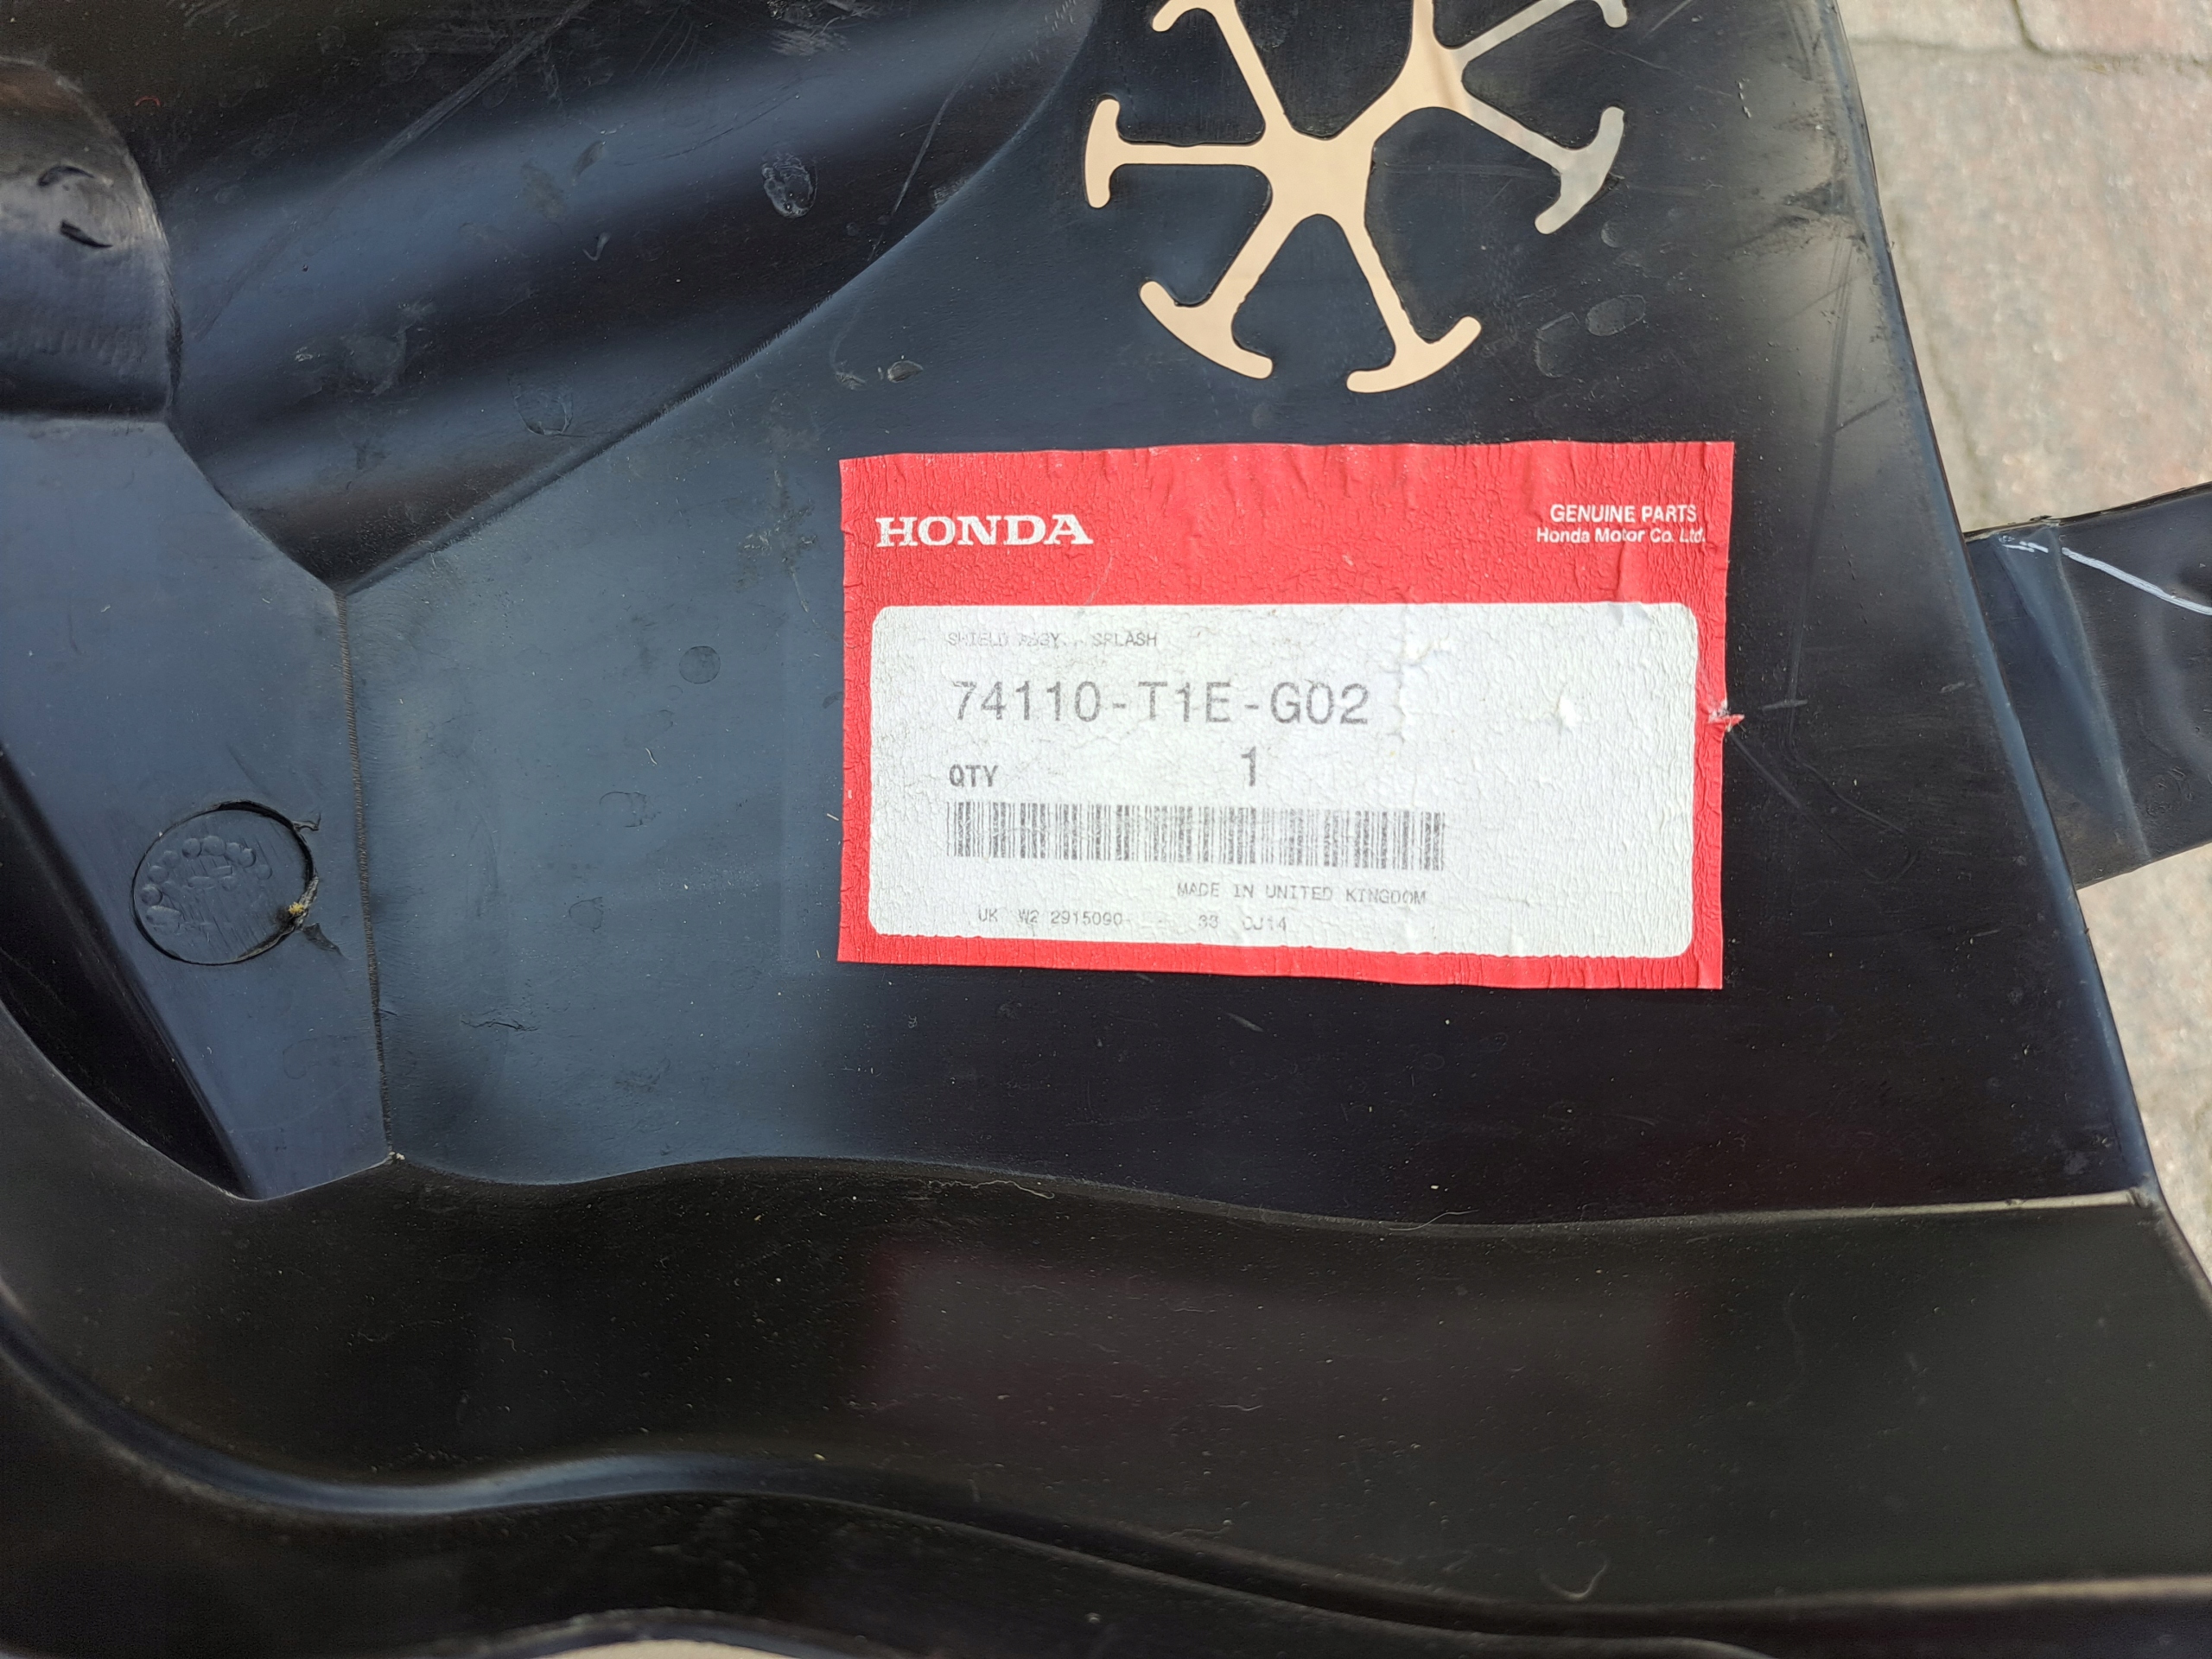 HONDA
GENUINE PARTS
Honda Motor Co. Ltd.
SHIELD ASSY., SPLASH
74110-T1E-G02
QTY 1
MADE IN UNITED KINGDOM
UK W2 2915090- - 33 CJ14